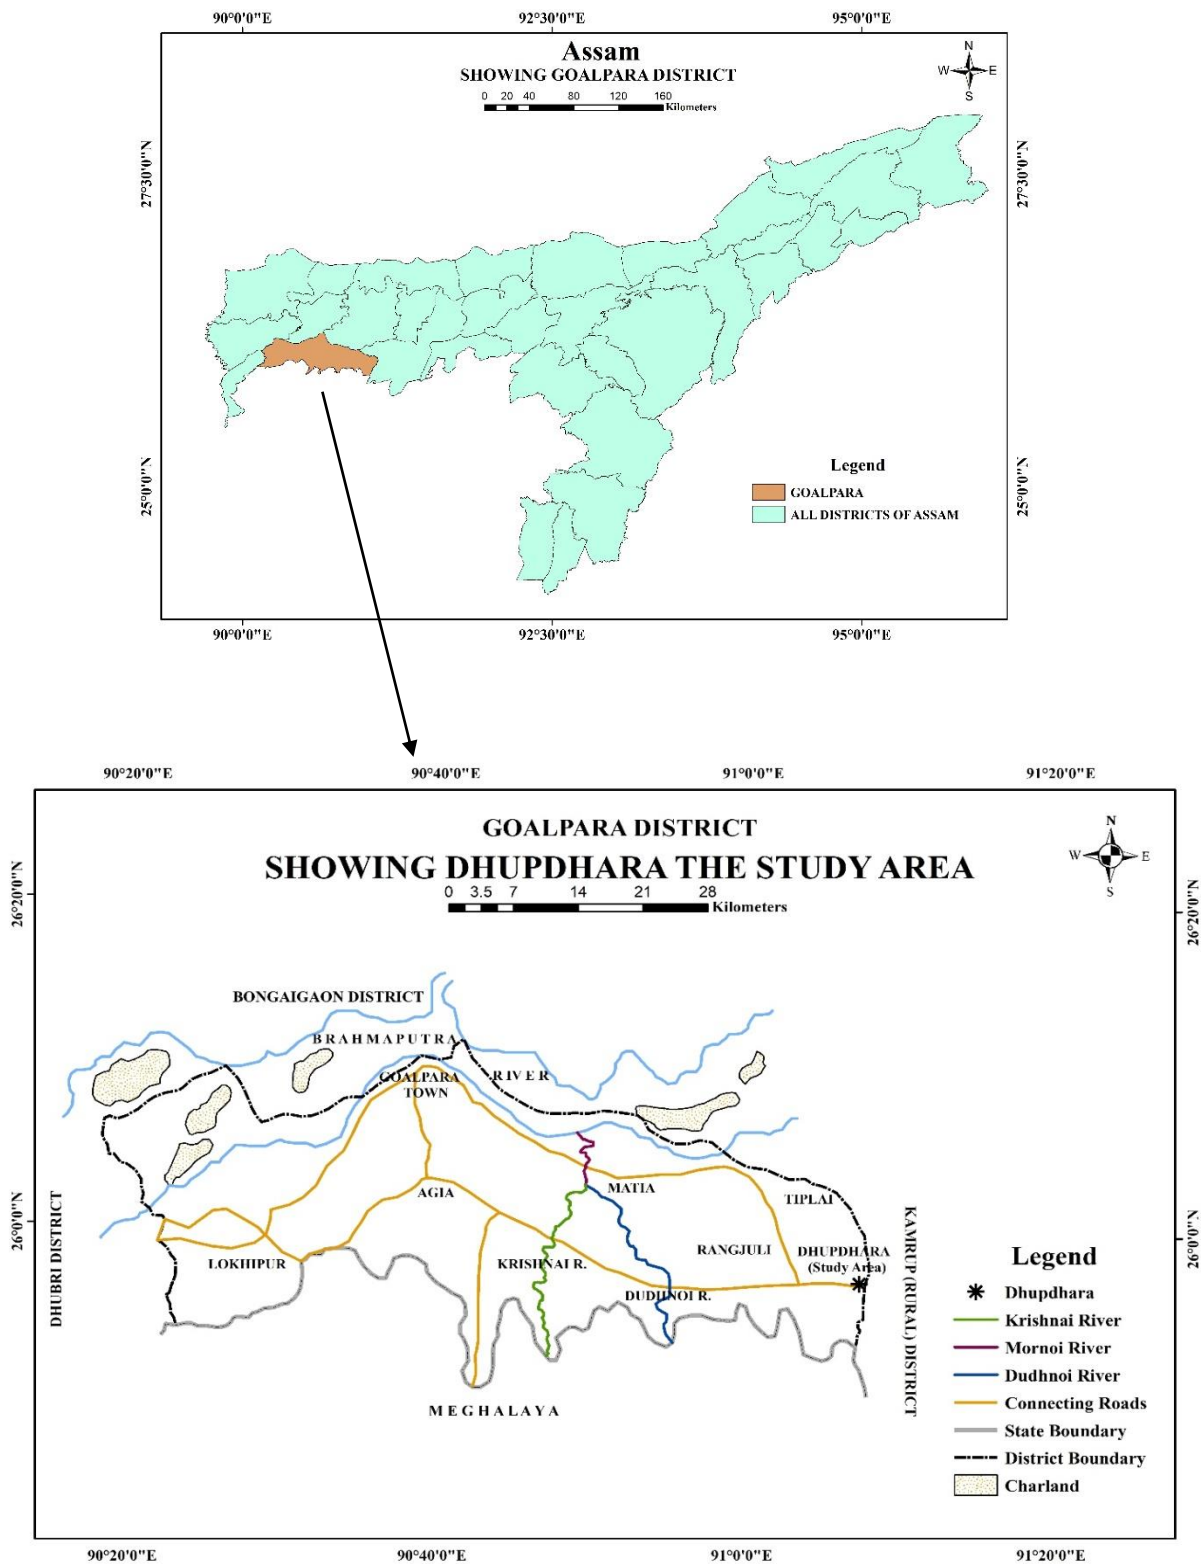 90°0'0"E 92°30'0"E 95°0'0"E
Assam
SHOWING GOALPARA DISTRICT
0 20 40 80 120 160
Kilometers
N
W E
S
27°30'0"N 27°30'0"N
25°0'0"N 25°0'0"N
Legend
GOALPARA
ALL DISTRICTS OF ASSAM
90°0'0"E 92°30'0"E 95°0'0"E
90°20'0"E 90°40'0"E 91°0'0"E 91°20'0"E
GOALPARA DISTRICT
SHOWING DHUPDHARA THE STUDY AREA
0 3.5 7 14 21 28
Kilometers
N
W E
S
26°20'0"N 26°20'0"N
BONGAIGAON DISTRICT
BRAHMAPUTRA
RIVER
GOALPARA
TOWN
AGIA
MATIA
TIPLAI
26°0'0"N 26°0'0"N
DHUBRI DISTRICT
LOKHIPUR
KRISHNAI R.
RANGJULI
DHUPDHARA
(Study Area)
DUDHNOI R.
KAMRUP (RURAL) DISTRICT
MEGHALAYA
Legend
Dhupdhara
Krishnai River
Mornoi River
Dudhnoi River
Connecting Roads
State Boundary
District Boundary
Charland
90°20'0"E 90°40'0"E 91°0'0"E 91°20'0"E